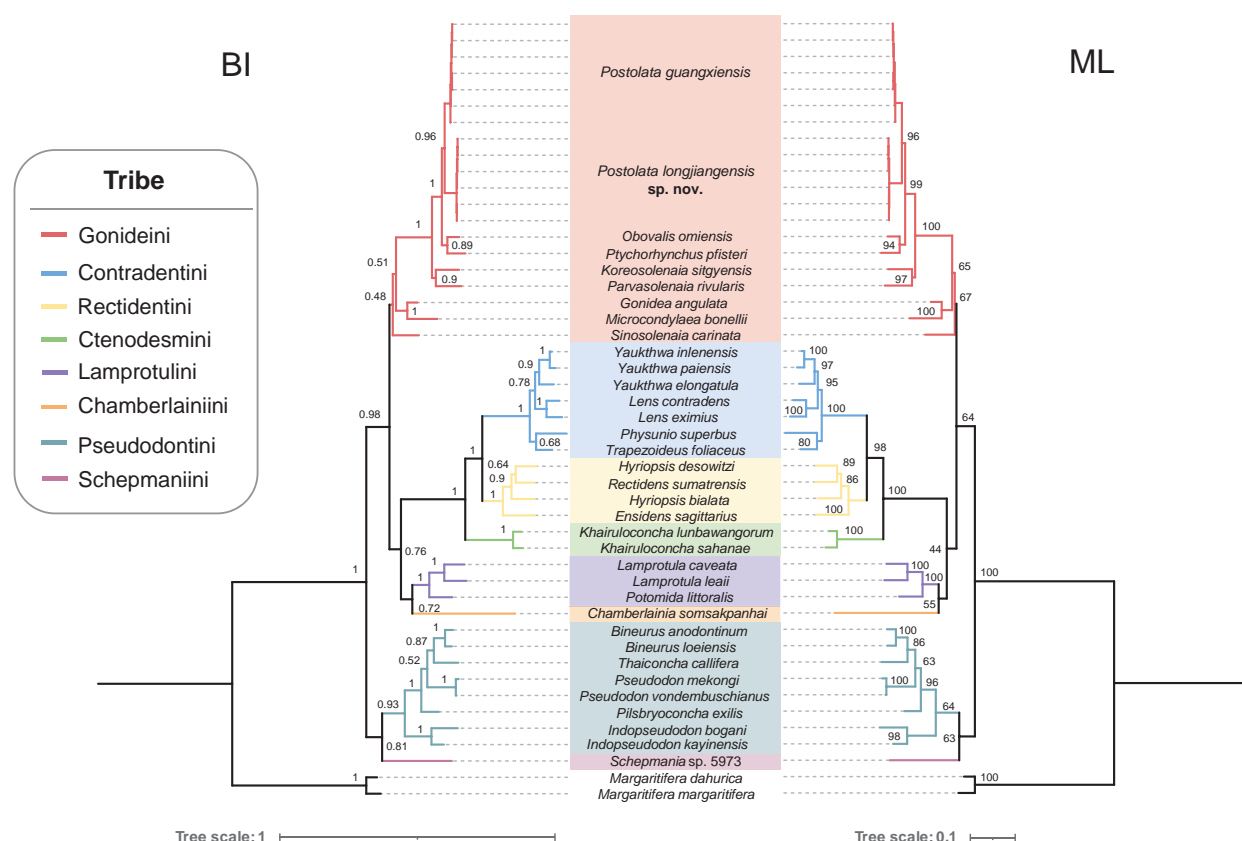 BI
ML
Tribe
Gonideini
Contradentini
Rectidentini
Ctenodesmini
Lamprotulini
Chamberlainiini
Pseudodontini
Schepmaniini
Postolata guangxiensis
Postolata longjiangensis
sp. nov.
Obovalis omiensis
Ptychorhynchus pfisteri
Koreosolenaia sitgyensis
Parvasolenaia rivularis
Gonidea angulata
Microcondylaea bonellii
Sinosolenaia carinata
Yaukthwa inlenensis
Yaukthwa paiensis
Yaukthwa elongatula
Lens contradens
Lens eximius
Physunio superbus
Trapezoideus foliaceus
Hyriopsis desowitzi
Rectidens sumatrensis
Hyriopsis bialata
Ensidens sagittarius
Khairuloconcha lunbawangorum
Khairuloconcha sahanae
Lamprotula caveata
Lamprotula leaii
Potomida littoralis
Chamberlainia somsakpanhai
Bineurus anodontinum
Bineurus loeiensis
Thaiconcha callifera
Pseudodon mekongi
Pseudodon vondembuschianus
Pilsbryoconcha exilis
Indopseudodon bogani
Indopseudodon kayinensis
Schepmania sp. 5973
Margaritifera dahurica
Margaritifera margaritifera
0.96
1
1
0.89
0.51
0.9
0.48
1
1
0.9
0.78
1
1
0.68
0.98
0.64
0.9
1
1
1
1
0.76
1
1
0.72
1
1
0.87
0.52
1
1
0.93
1
0.81
1
96
99
100
94
65
97
67
100
100
97
95
100
100
80
64
98
89
86
100
100
100
44
100
100
55
100
100
86
63
100
96
64
98
63
100
Tree scale: 1
Tree scale: 0.1